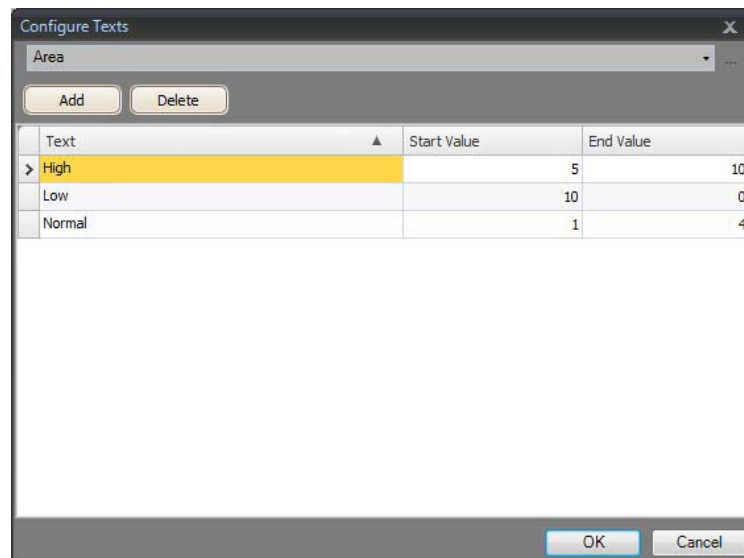 Configure Texts X
Area ...
Add Delete
Text Start Value End Value
High 5 10
Low 10 0
Normal 1 4
OK Cancel